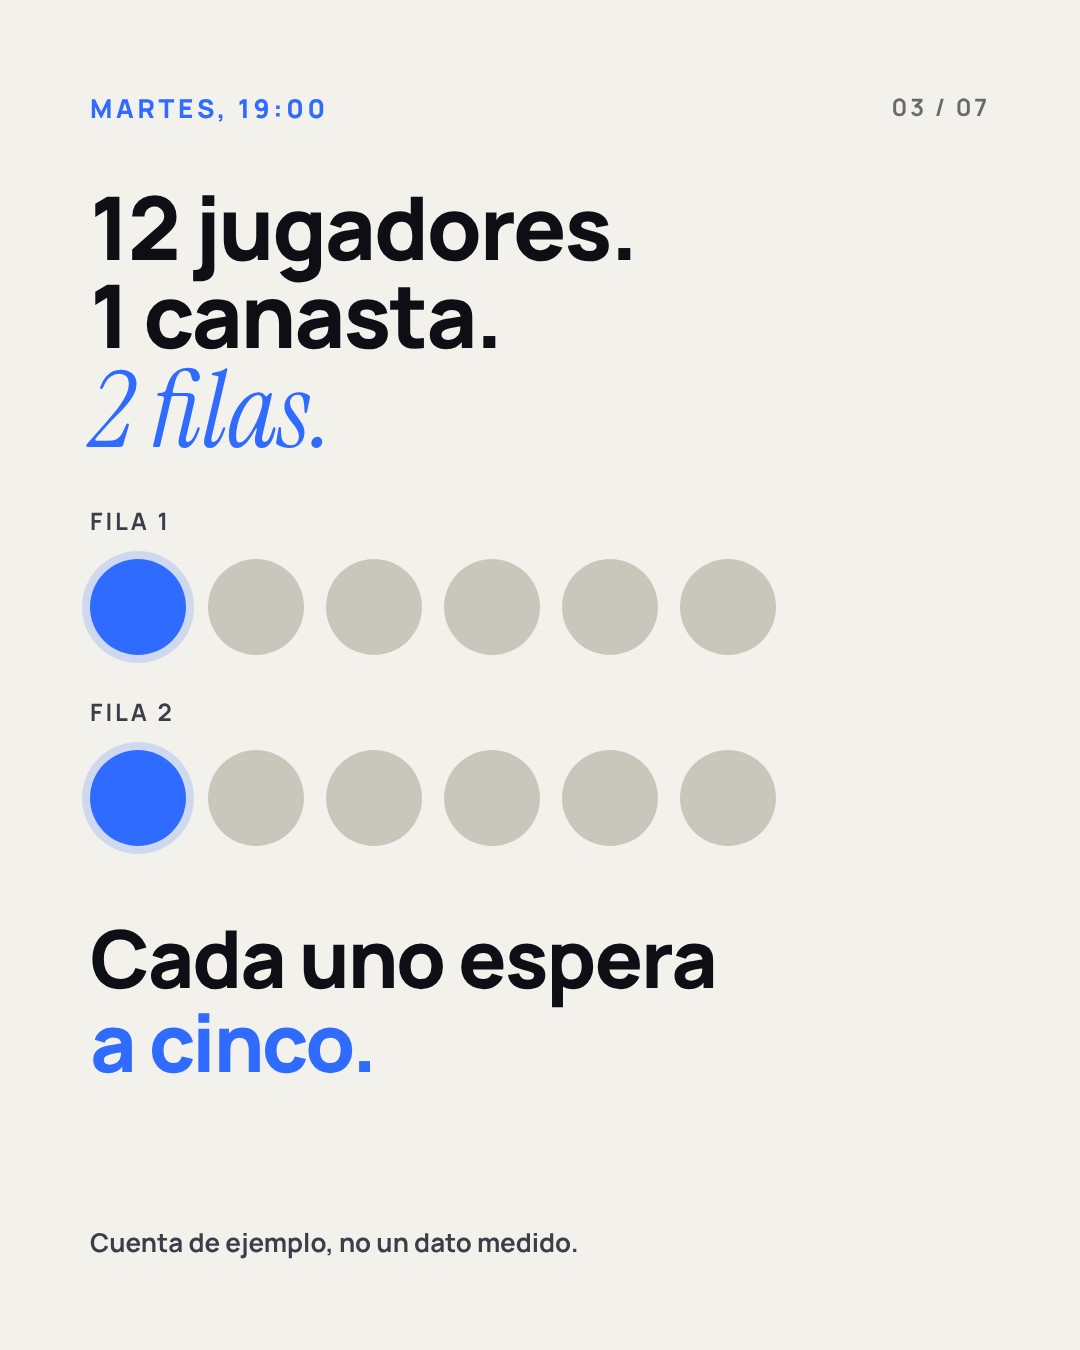 MARTES, 19:00
03 / 07
12 jugadores.
1 canasta.
2 filas.
FILA 1
FILA 2
Cada uno espera
a cinco.
Cuenta de ejemplo, no un dato medido.